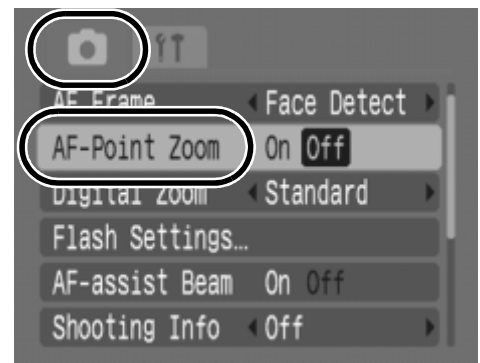 AF Frame Face Detect
AF-Point Zoom On Off
Digital Zoom Standard
Flash Settings...
AF-assist Beam On Off
Shooting Info Off